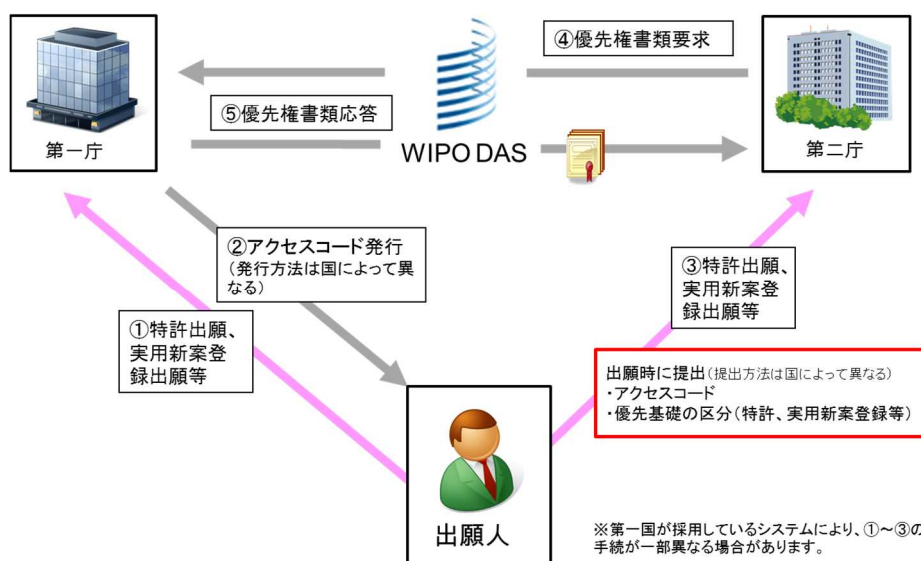 ④優先権書類要求
⑤優先権書類応答
第一庁
WIPO DAS
第二庁
②アクセスコード発行
(発行方法は国によって異
なる)
③特許出願、
実用新案登
録出願等
①特許出願、
実用新案登
録出願等
出願時に提出(提出方法は国によって異なる)
・アクセスコード
・優先基礎の区分(特許、実用新案登録等)
出願人
※第一国が採用しているシステムにより、①~③の
手続が一部異なる場合があります。